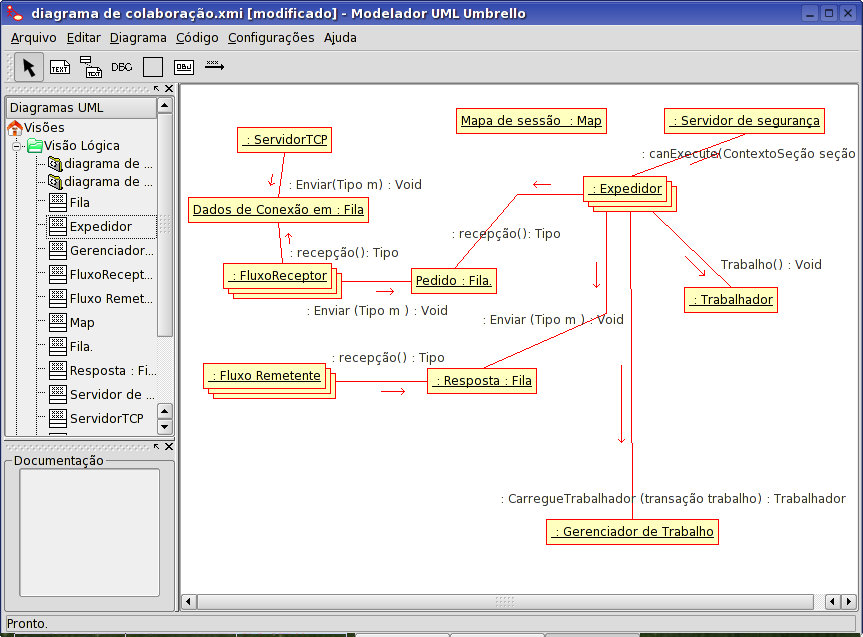 diagrama de colaboração.xmi [modificado] - Modelador UML Umbrello
Arquivo Editar Diagrama Código Configurações Ajuda
TEXT TEXT DBC OBJ
Diagramas UML
Visões
Visão Lógica
diagrama de ...
diagrama de ...
Fila
Expedidor
Gerenciador...
FluxoRecept...
Fluxo Remet...
Map
Fila.
Resposta : Fi...
Servidor de ...
ServidorTCP
Documentação
Mapa de sessão : Map
: Servidor de segurança
: ServidorTCP
: canExecute(ContextoSeção seção
: Enviar(Tipo m) : Void
: Expedidor
Dados de Conexão em : Fila
: recepção(): Tipo
: recepção(): Tipo
Trabalho() : Void
: FluxoReceptor
Pedido : Fila.
: Trabalhador
: Enviar (Tipo m ) : Void
: Enviar (Tipo m ) : Void
: recepção() : Tipo
: Fluxo Remetente
: Resposta : Fila
: CarregueTrabalhador (transação trabalho) : Trabalhador
: Gerenciador de Trabalho
Pronto.